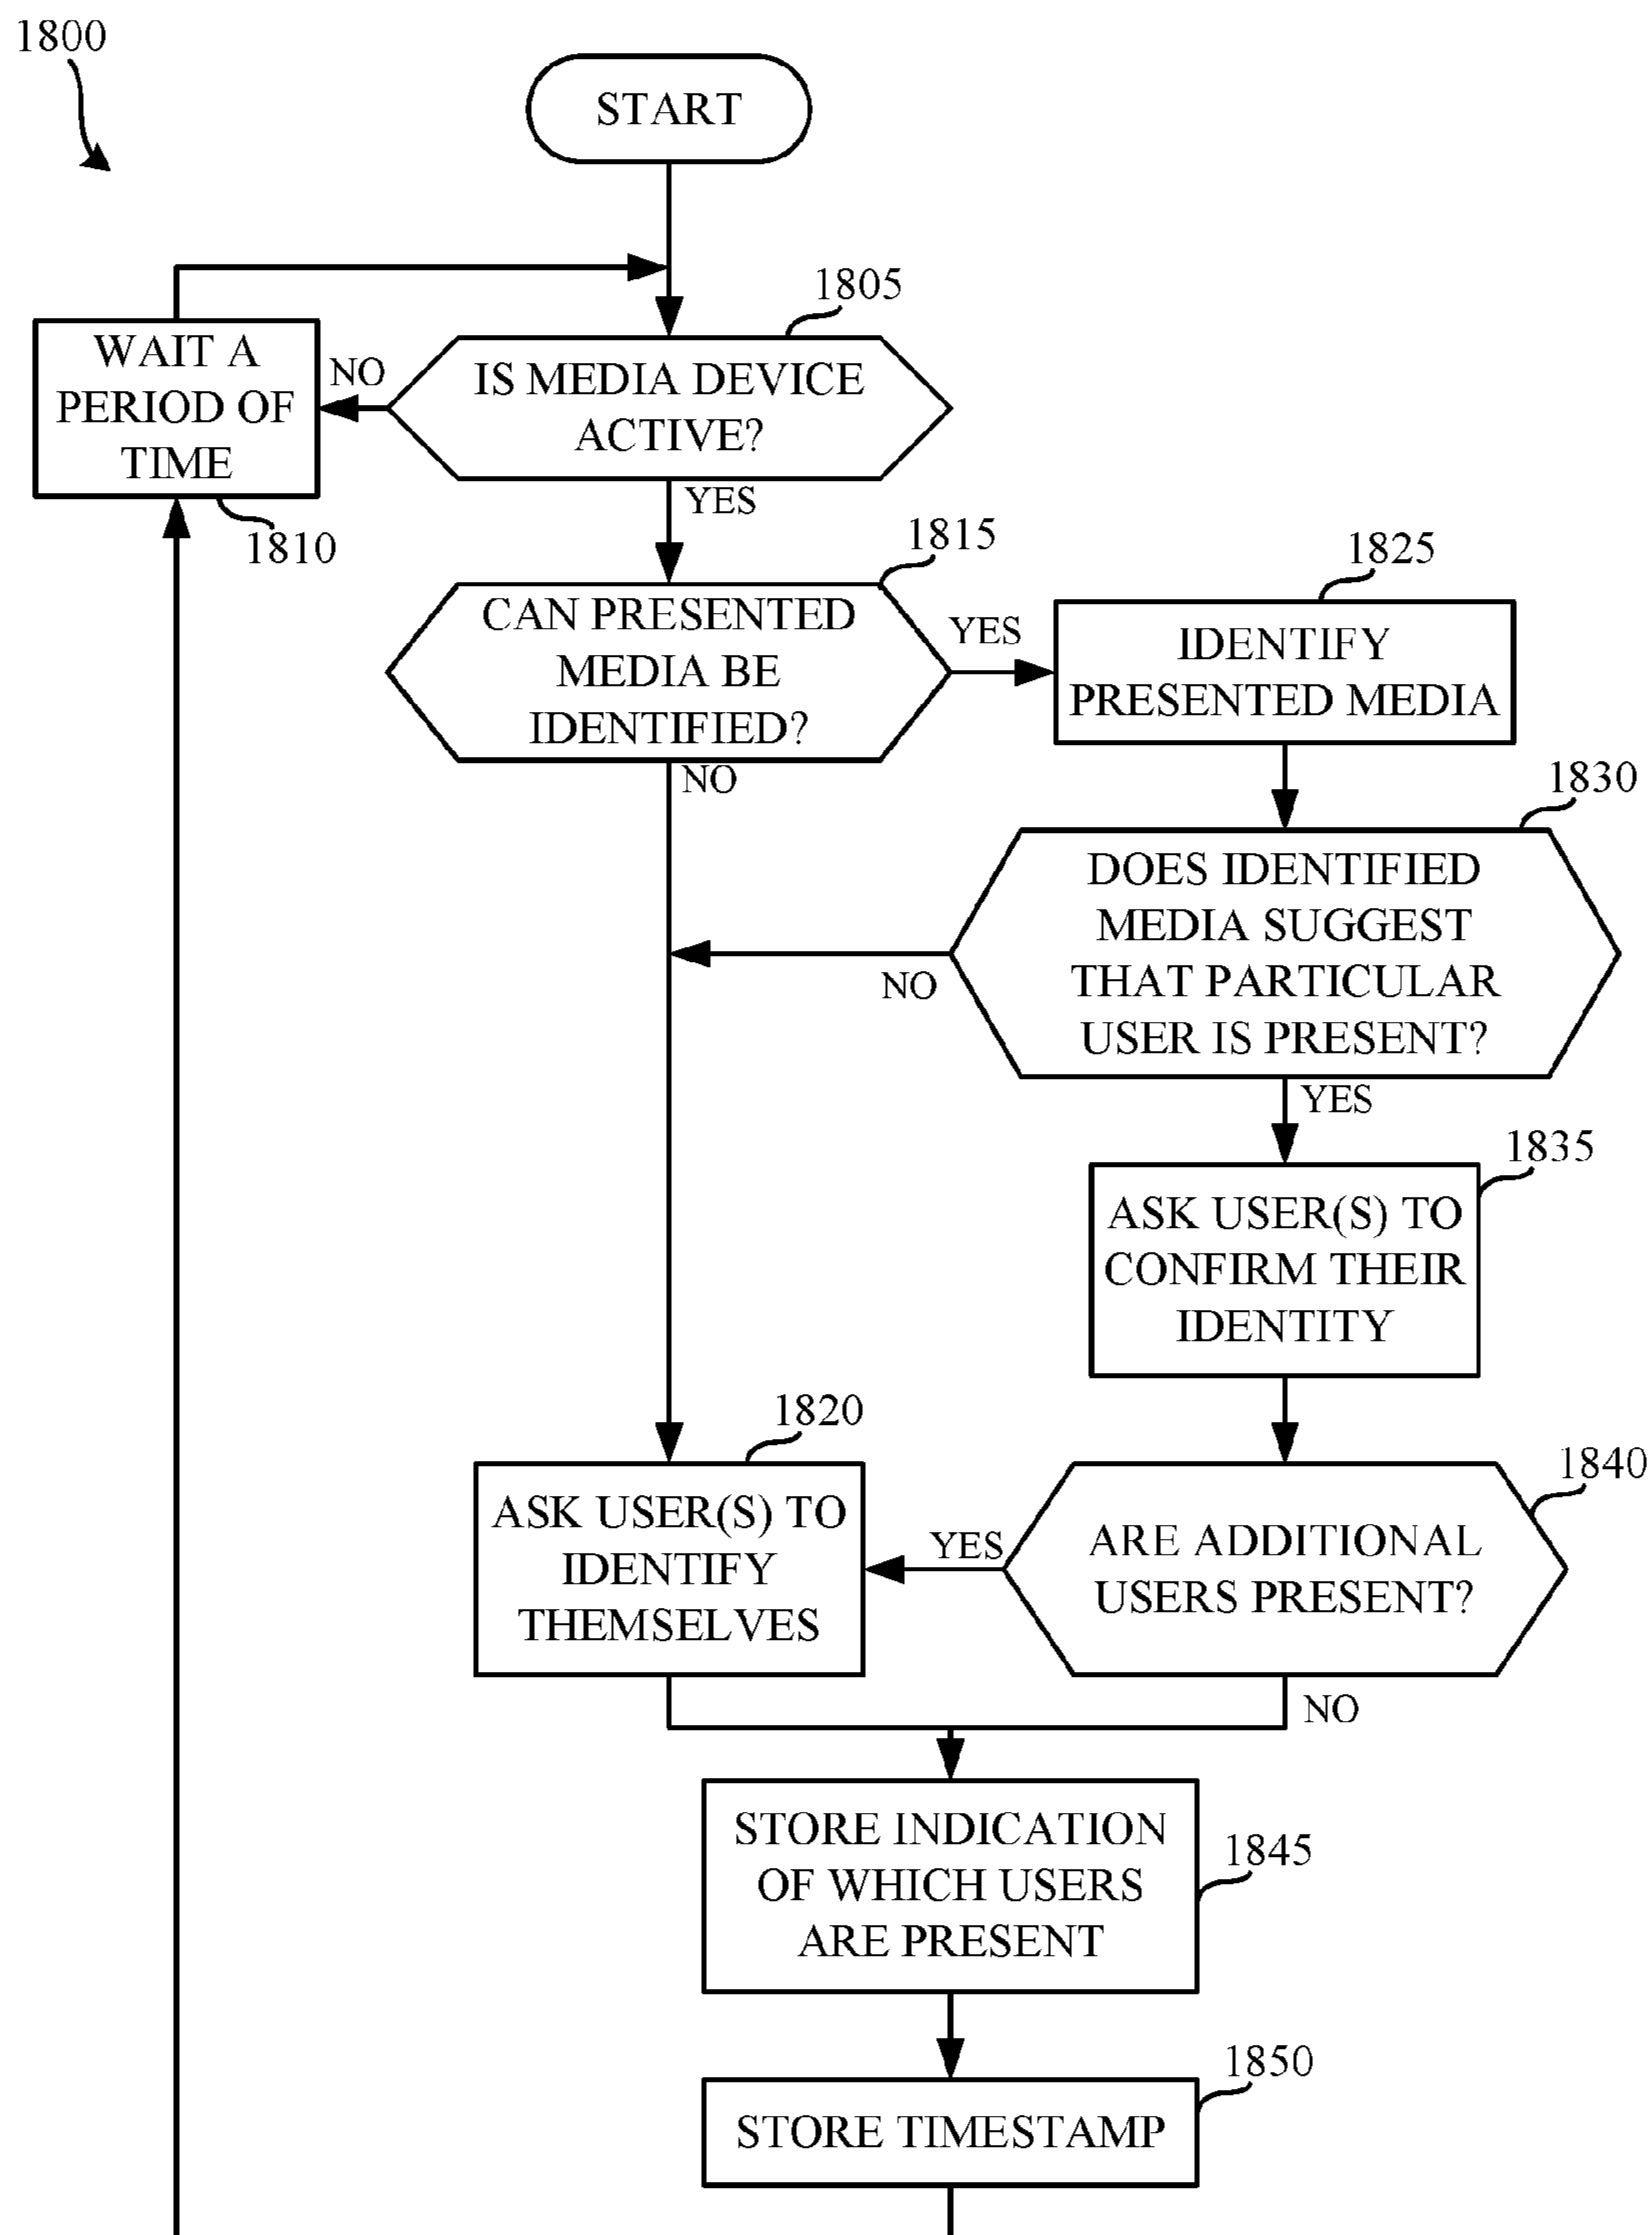 1800
START
1805
WAIT A
PERIOD OF
TIME
NO
IS MEDIA DEVICE
ACTIVE?
1810
YES
1815
CAN PRESENTED
MEDIA BE
IDENTIFIED?
YES
1825
IDENTIFY
PRESENTED MEDIA
NO
1830
DOES IDENTIFIED
MEDIA SUGGEST
THAT PARTICULAR
USER IS PRESENT?
NO
YES
1835
ASK USER(S) TO
CONFIRM THEIR
IDENTITY
1820
ASK USER(S) TO
IDENTIFY
THEMSELVES
YES
1840
ARE ADDITIONAL
USERS PRESENT?
NO
STORE INDICATION
OF WHICH USERS
ARE PRESENT
1845
1850
STORE TIMESTAMP